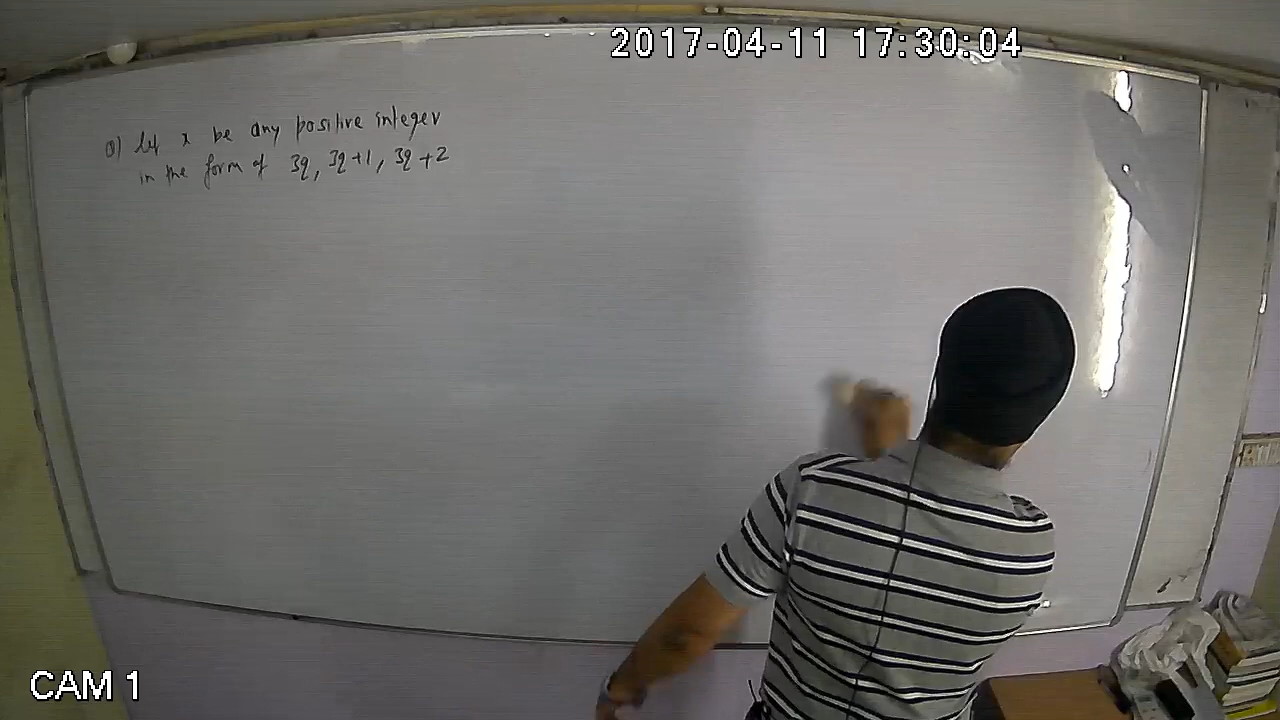 2017-04-11 17:30:04
Q) let x be any positive integer
in the form of 3q, 3q+1, 3q+2
CAM 1